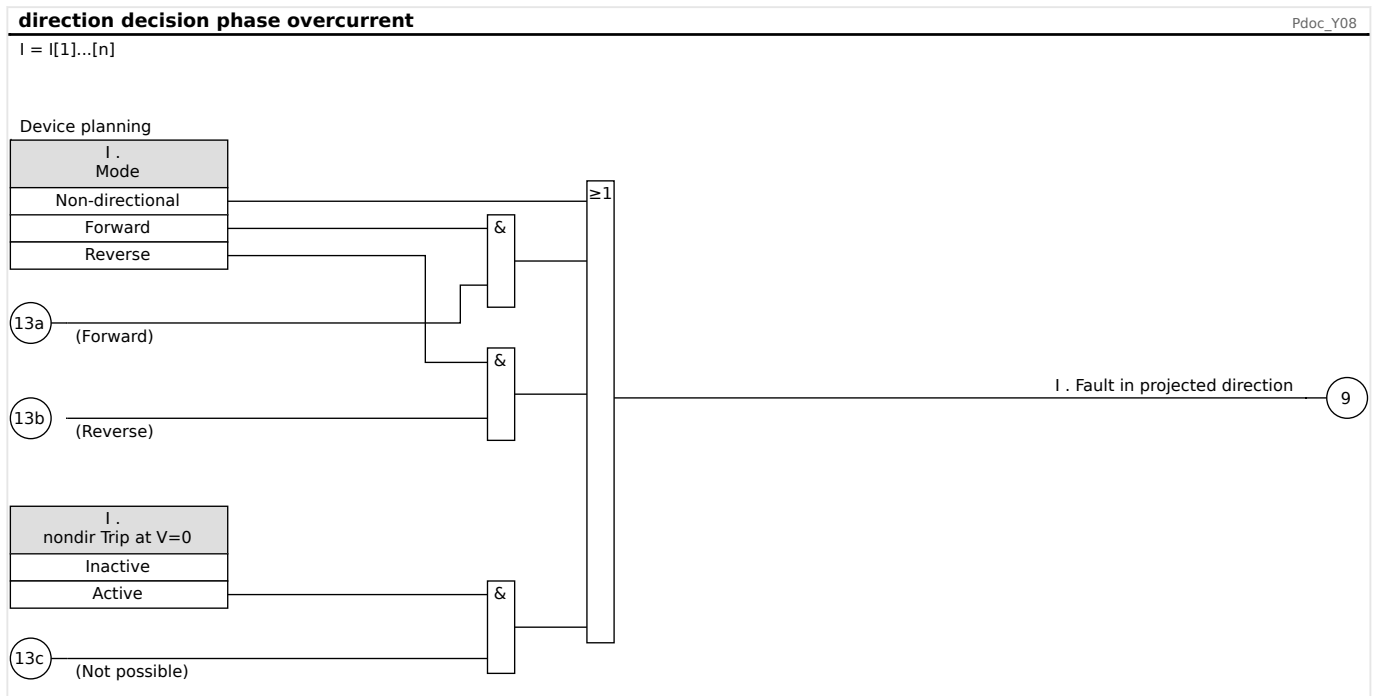 direction decision phase overcurrent
Pdoc_Y08
I = I[1]...[n]
Device planning
I .
Mode
Non-directional
Forward
Reverse
≥1
&
13a
(Forward)
&
13b
(Reverse)
I . Fault in projected direction
9
I .
nondir Trip at V=0
Inactive
Active
&
13c
(Not possible)